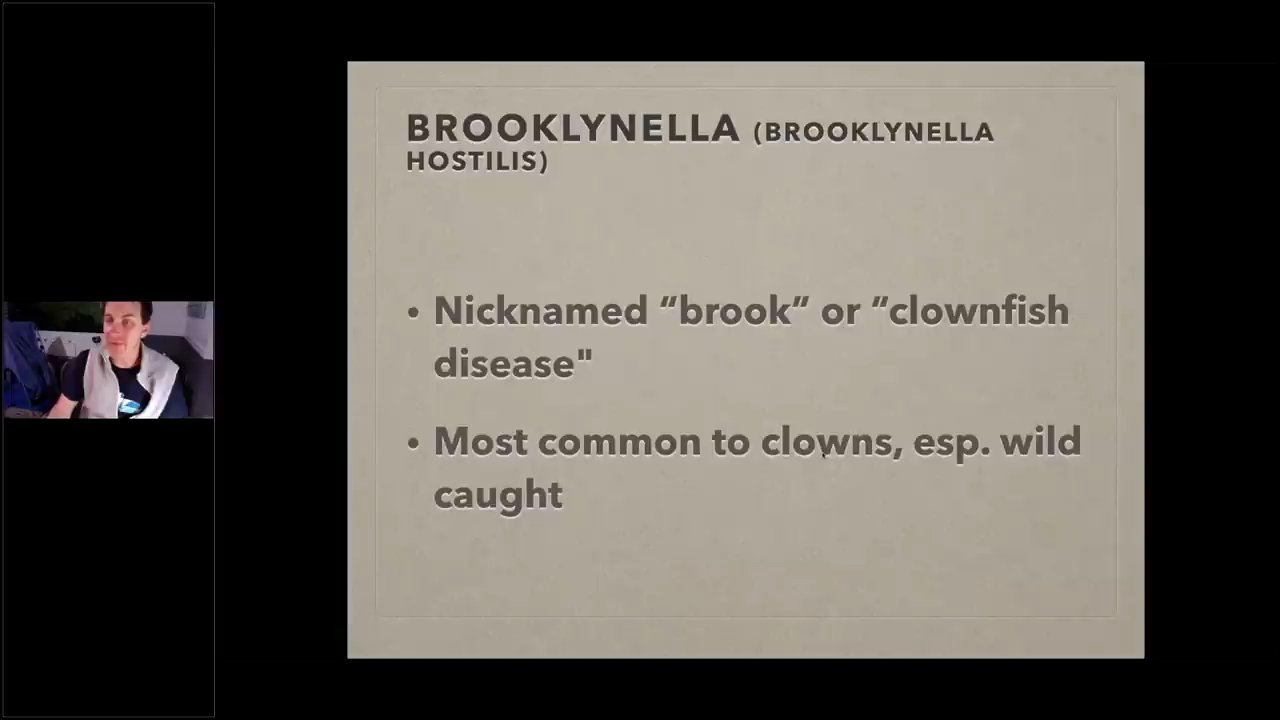 BROOKLYNELLA (BROOKLYNELLA
HOSTILIS)
• Nicknamed “brook” or “clownfish
disease"
• Most common to clowns, esp. wild
caught